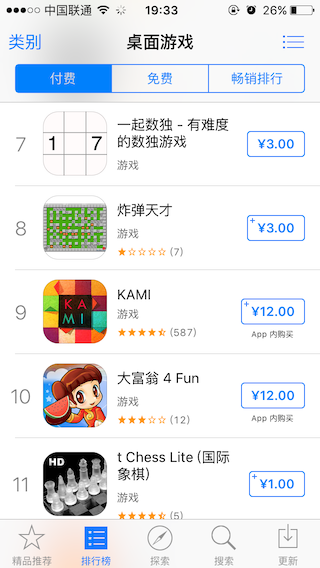 中国联通 19:33 26%
类别 桌面游戏
付费 免费 畅销排行
7 一起数独 - 有难度的数独游戏 游戏 ¥3.00
1 7
8 炸弹天才 游戏 (7) + ¥3.00
9 KAMI 游戏 (587) + ¥12.00 App 内购买
KA
MI
10 大富翁 4 Fun 游戏 (12) ¥12.00 App 内购买
11 t Chess Lite (国际象棋) 游戏 (5) + ¥1.00
HD
精品推荐 排行榜 探索 搜索 更新